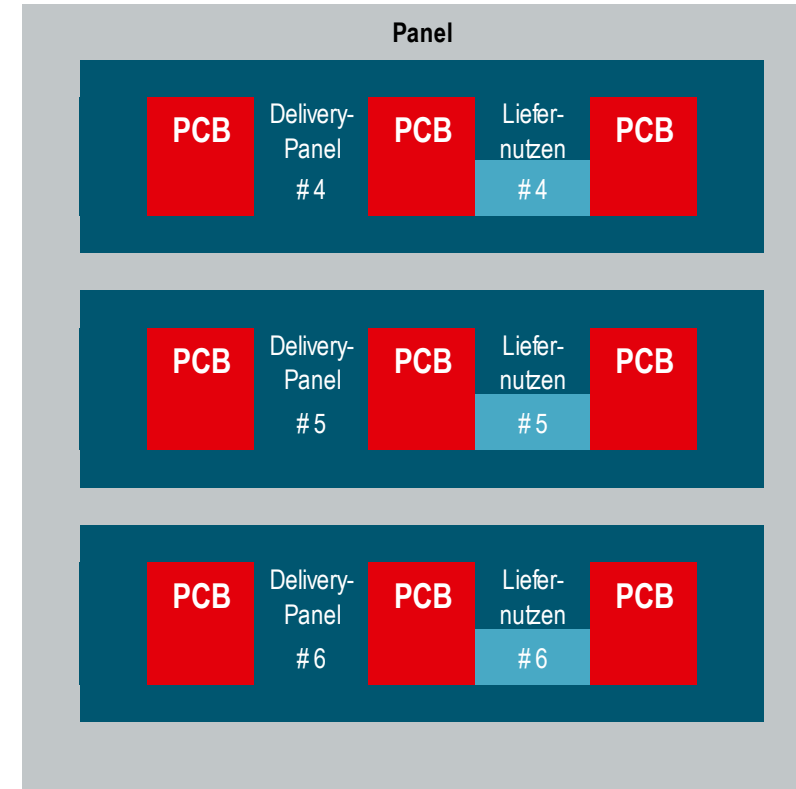 Panel
PCB
Delivery-
Panel
# 4
PCB
Liefer-
nutzen
# 4
PCB
PCB
Delivery-
Panel
# 5
PCB
Liefer-
nutzen
# 5
PCB
PCB
Delivery-
Panel
# 6
PCB
Liefer-
nutzen
# 6
PCB